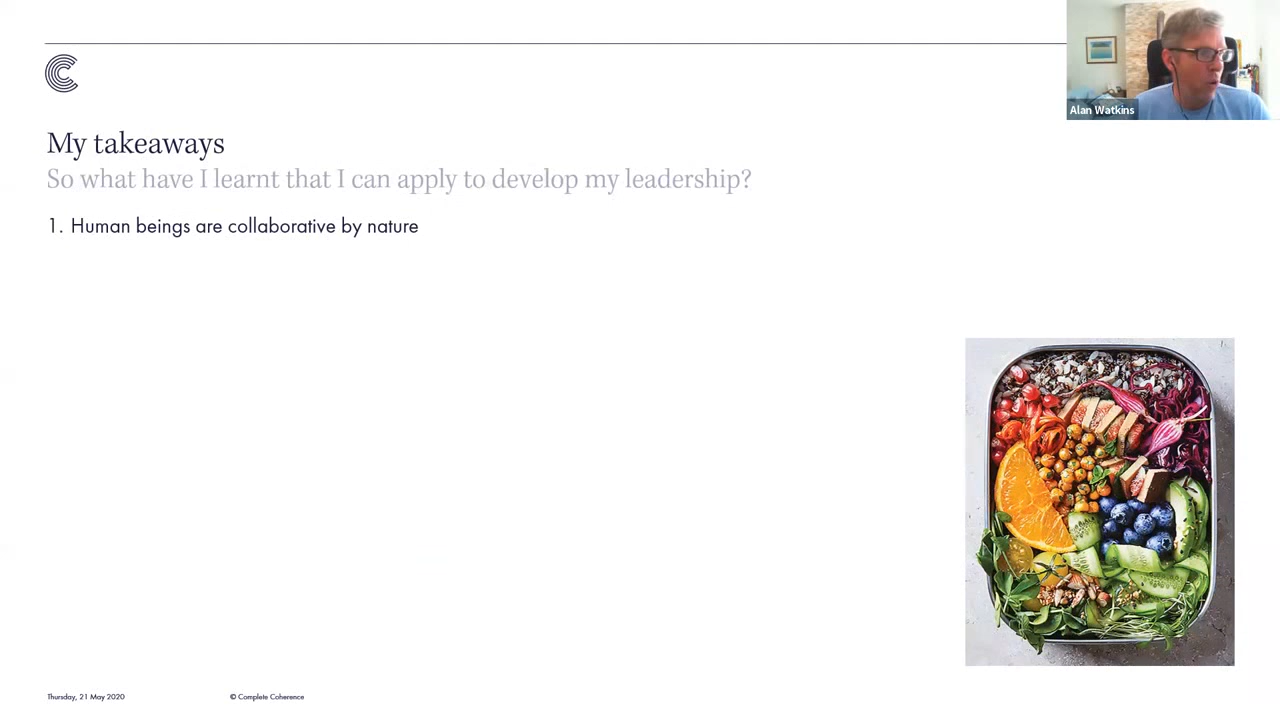 Alan Watkins
My takeaways
So what have I learnt that I can apply to develop my leadership?
1. Human beings are collaborative by nature
Thursday, 21 May 2020
© Complete Coherence